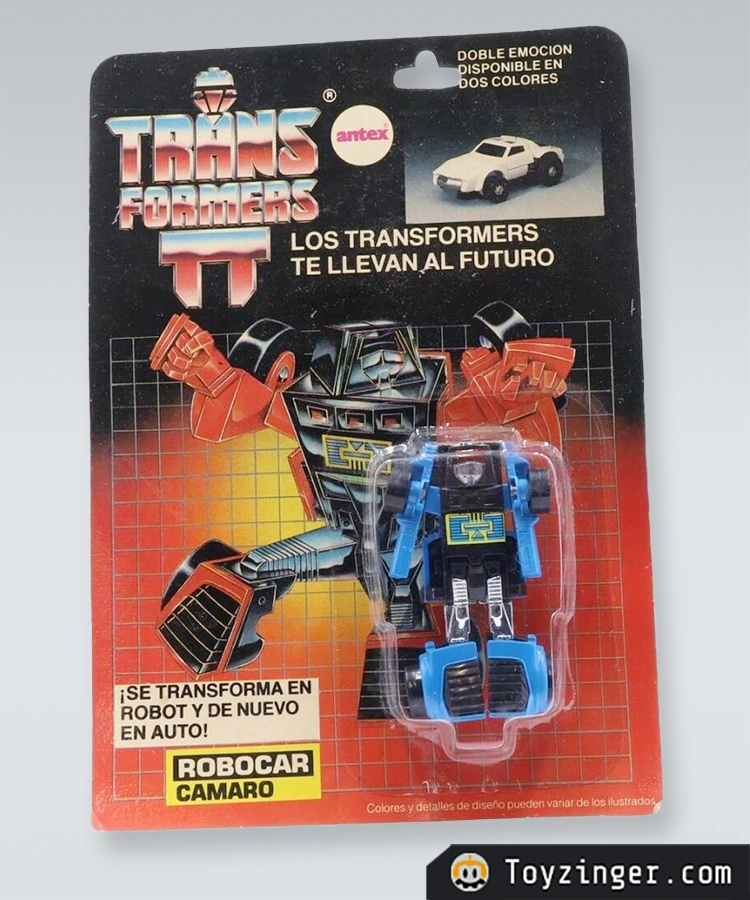 DOBLE EMOCION
DISPONIBLE EN
DOS COLORES
TRANS
FORMERS
®
antex
LOS TRANSFORMERS
TE LLEVAN AL FUTURO
¡SE TRANSFORMA EN
ROBOT Y DE NUEVO
EN AUTO!
ROBOCAR
CAMARO
Colores y detalles de diseño pueden variar de los ilustrados
Toyzinger.com